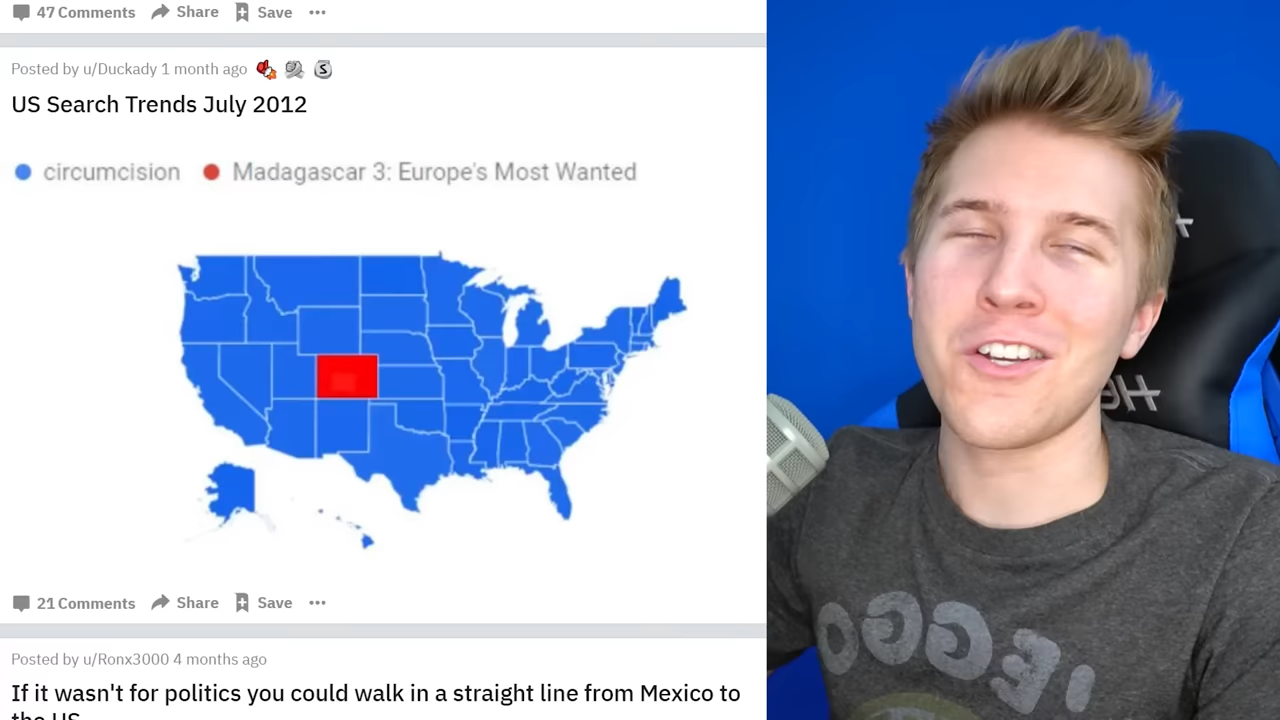 47 Comments Share Save
Posted by u/Duckady 1 month ago
US Search Trends July 2012
circumcision Madagascar 3: Europe's Most Wanted
21 Comments Share Save
Posted by u/Ronx3000 4 months ago
If it wasn't for politics you could walk in a straight line from Mexico to
the US